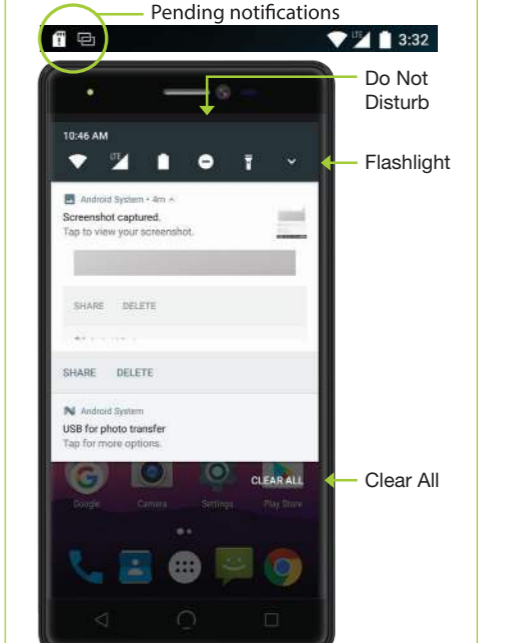 Pending notifications
LTE 3:32
Do Not
Disturb
10:46 AM
LTE
Flashlight
Android System • 4m
Screenshot captured.
Tap to view your screenshot.
SHARE DELETE
SHARE DELETE
Android System
USB for photo transfer
Tap for more options.
CLEAR ALL
Clear All
Google Camera Settings Play Store